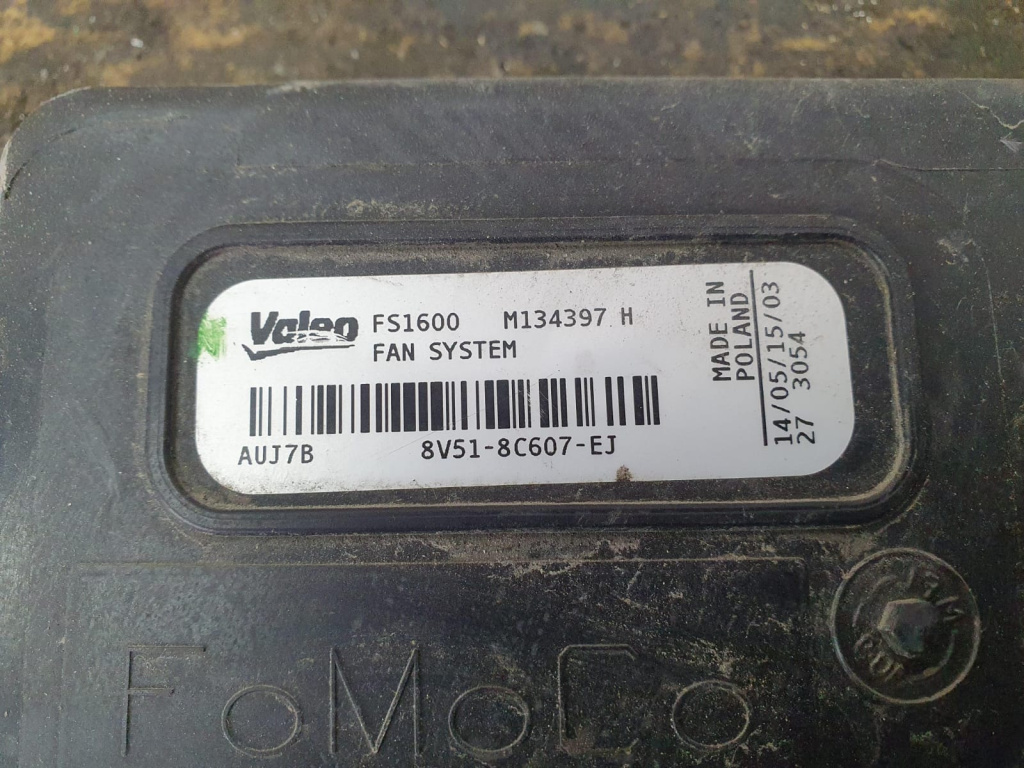 Valeo FS1600 M134397 H
FAN SYSTEM
AUJ7B 8V51-8C607-EJ
MADE IN
POLAND
14/05/15/03
27 3054
FoMoCo